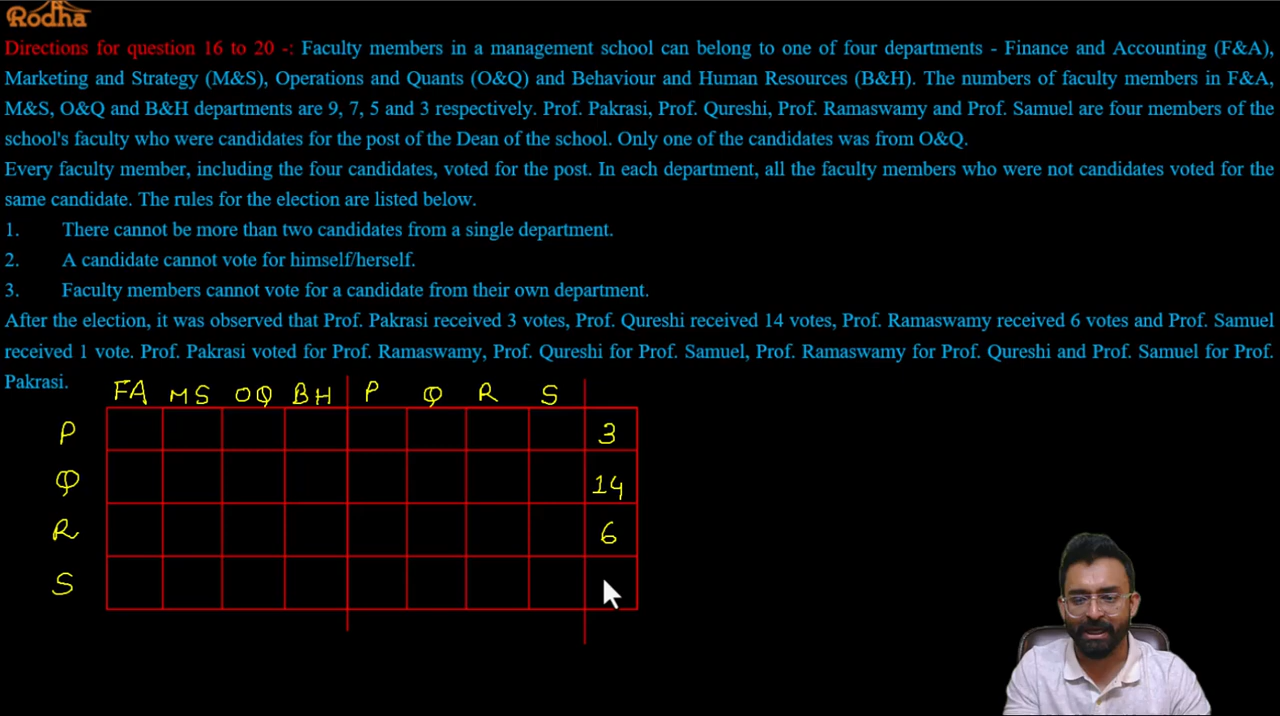 Rodha
Directions for question 16 to 20 -: Faculty members in a management school can belong to one of four departments - Finance and Accounting (F&A),
Marketing and Strategy (M&S), Operations and Quants (O&Q) and Behaviour and Human Resources (B&H). The numbers of faculty members in F&A,
M&S, O&Q and B&H departments are 9, 7, 5 and 3 respectively. Prof. Pakrasi, Prof. Qureshi, Prof. Ramaswamy and Prof. Samuel are four members of the
school's faculty who were candidates for the post of the Dean of the school. Only one of the candidates was from O&Q.
Every faculty member, including the four candidates, voted for the post. In each department, all the faculty members who were not candidates voted for the
same candidate. The rules for the election are listed below.
1. There cannot be more than two candidates from a single department.
2. A candidate cannot vote for himself/herself.
3. Faculty members cannot vote for a candidate from their own department.
After the election, it was observed that Prof. Pakrasi received 3 votes, Prof. Qureshi received 14 votes, Prof. Ramaswamy received 6 votes and Prof. Samuel
received 1 vote. Prof. Pakrasi voted for Prof. Ramaswamy, Prof. Qureshi for Prof. Samuel, Prof. Ramaswamy for Prof. Qureshi and Prof. Samuel for Prof.
Pakrasi.
FA MS OQ BH P Q R S
P 3
Q 14
R 6
S